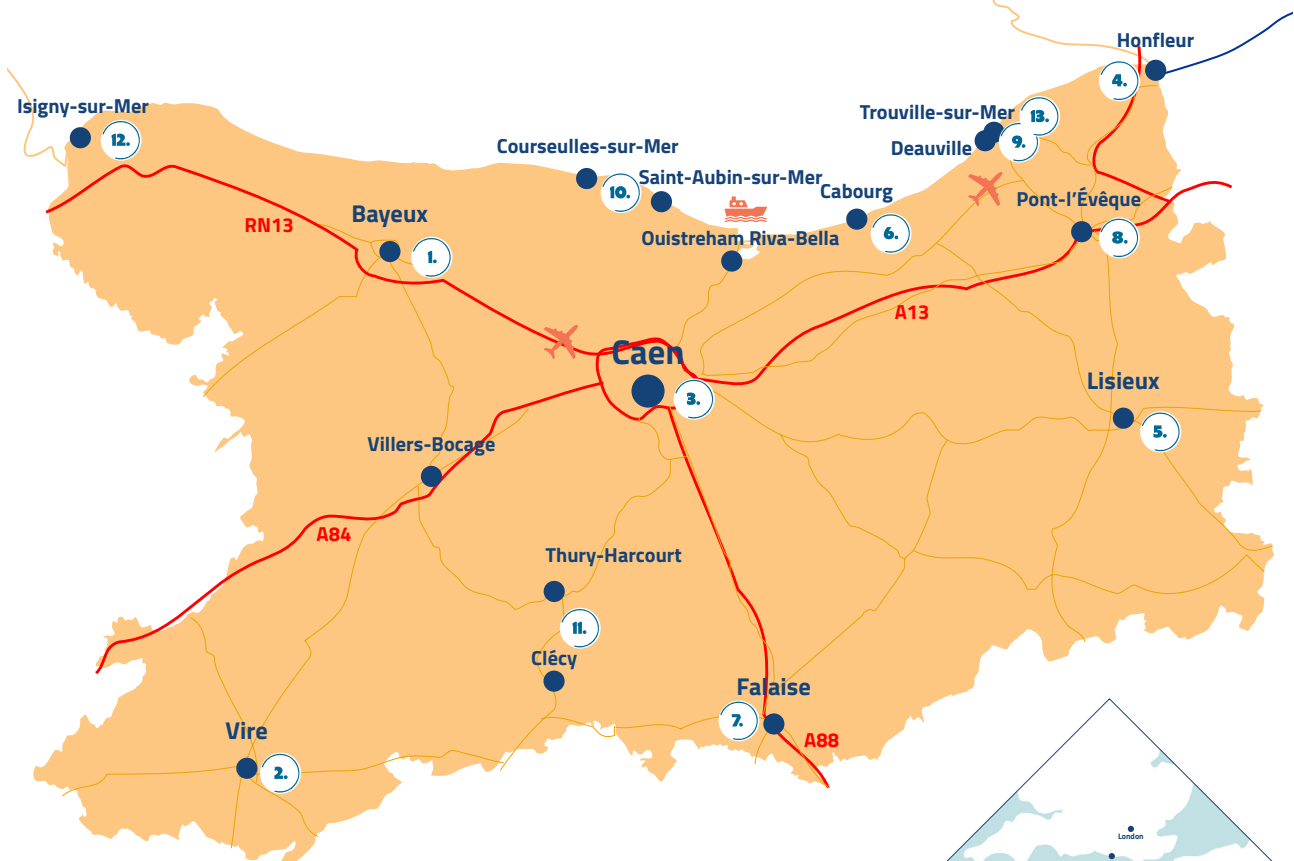 Honfleur
4.
Isigny-sur-Mer
12.
Trouville-sur-Mer
13.
Deauville
9.
Courseulles-sur-Mer
10.
Saint-Aubin-sur-Mer
Cabourg
6.
Pont-l'Évêque
8.
Bayeux
1.
RN13
Ouistreham Riva-Bella
A13
Caen
3.
Lisieux
5.
Villers-Bocage
A84
Thury-Harcourt
11.
Clécy
Falaise
7.
A88
Vire
2.
London